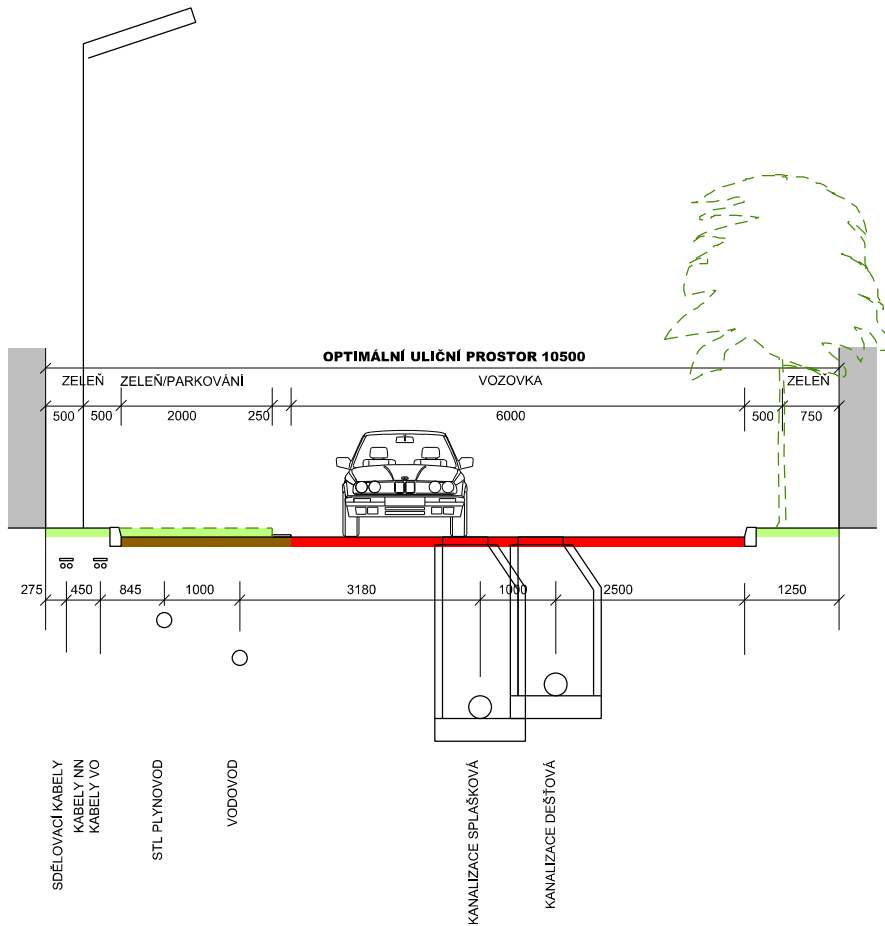 OPTIMÁLNÍ ULIČNÍ PROSTOR 10500
ZELEŇ ZELEŇ/PARKOVÁNÍ VOZOVKA ZELEŇ
500 500 2000 250 6000 500 750
275 450 845 1000 3180 1000 2500 1250
SDĚLOVACÍ KABELY
KABELY NN
KABELY VO
STL PLYNOVOD
VODOVOD
KANALIZACE SPLAŠKOVÁ
KANALIZACE DEŠŤOVÁ